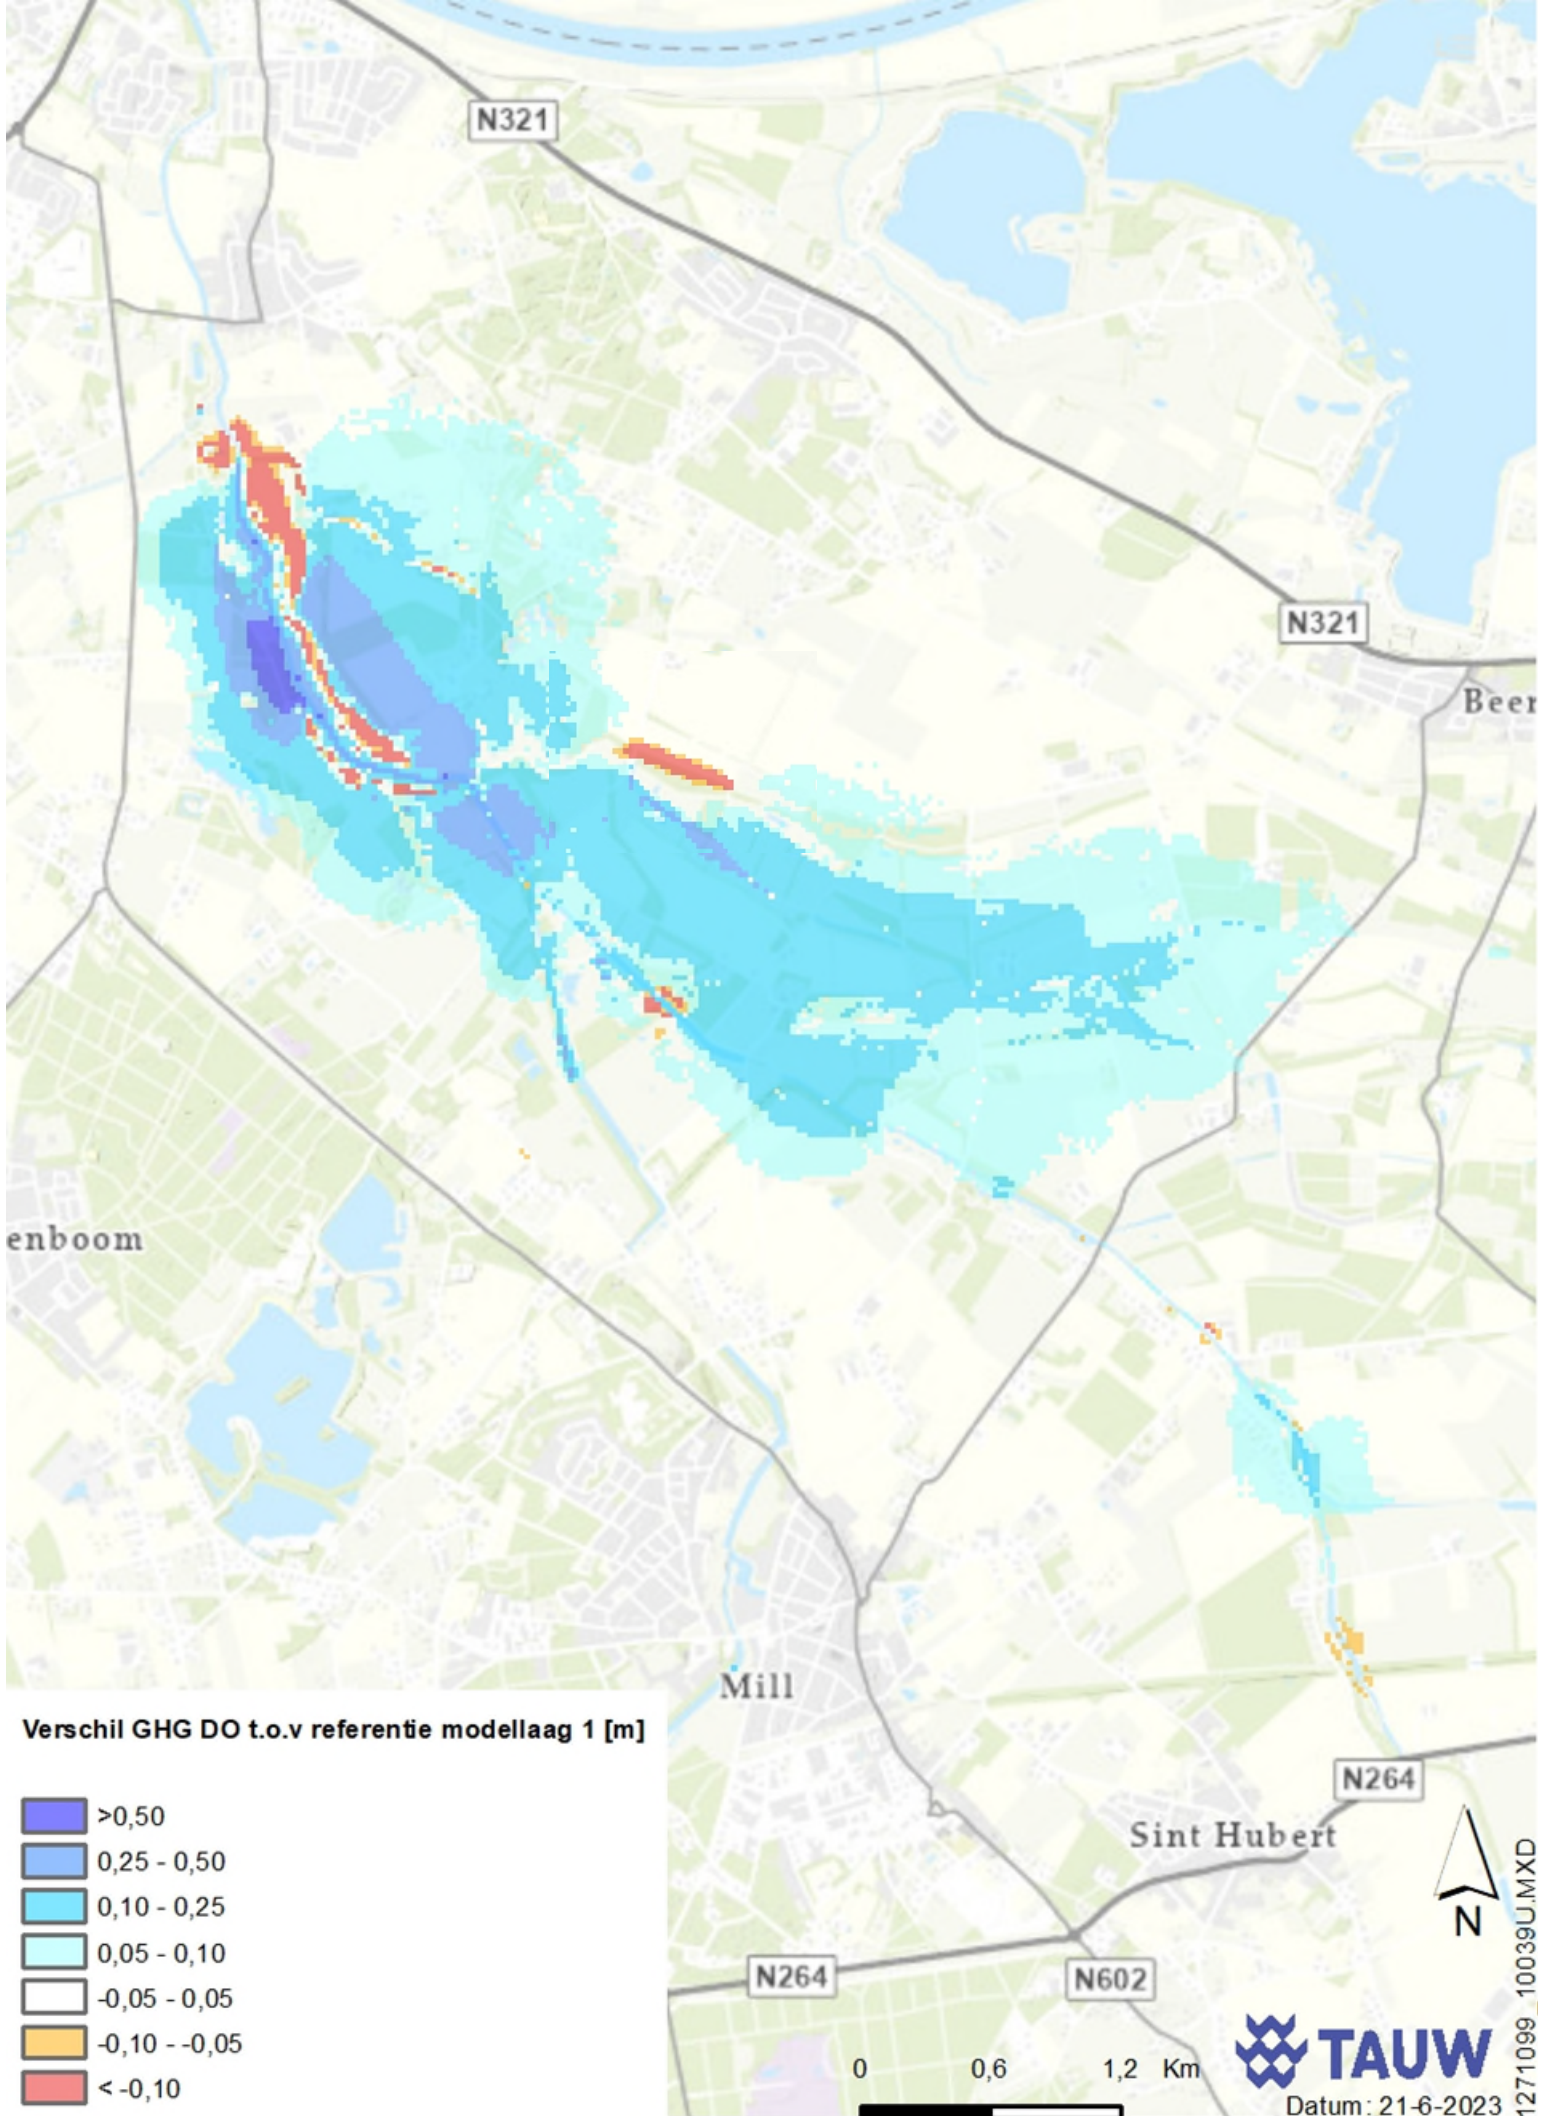 N321
N321
Beer
enboom
Mill
Verschil GHG DO t.o.v referentie modellaag 1 [m]
>0,50
0,25 - 0,50
0,10 - 0,25
0,05 - 0,10
-0,05 - 0,05
-0,10 - -0,05
< -0,10
N264
Sint Hubert
N264
N602
N
0 0,6 1,2 Km
TAUW
Datum: 21-6-2023
1271099_10039U.MXD